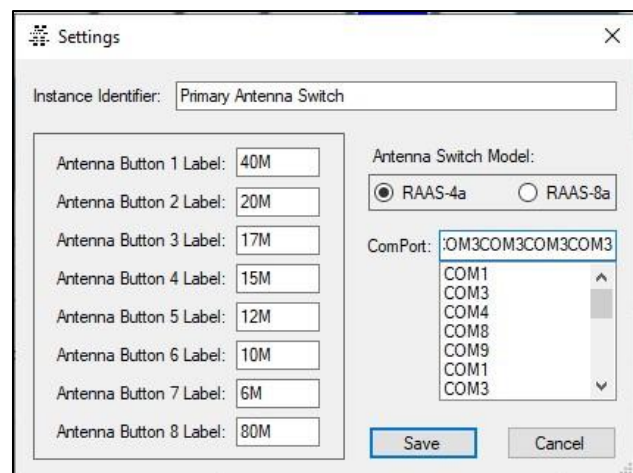 Settings
Instance Identifier: Primary Antenna Switch
Antenna Button 1 Label: 40M
Antenna Button 2 Label: 20M
Antenna Button 3 Label: 17M
Antenna Button 4 Label: 15M
Antenna Button 5 Label: 12M
Antenna Button 6 Label: 10M
Antenna Button 7 Label: 6M
Antenna Button 8 Label: 80M
Antenna Switch Model:
RAAS-4a RAAS-8a
ComPort: :OM3COM3COM3COM3
COM1
COM3
COM4
COM8
COM9
COM1
COM3
Save Cancel